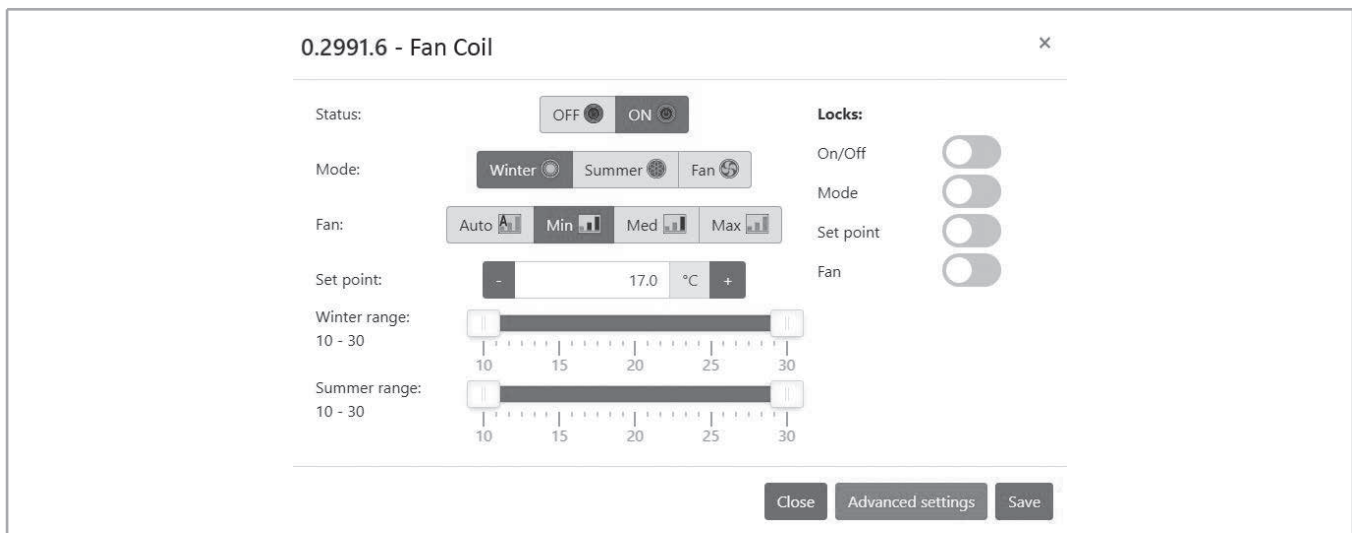 0.2991.6 - Fan Coil ×
Status: OFF ON
Mode: Winter Summer Fan
Fan: Auto A Min Med Max
Set point: - 17.0 °C +
Winter range:
10 - 30
10 15 20 25 30
Summer range:
10 - 30
10 15 20 25 30
Locks:
On/Off
Mode
Set point
Fan
Close Advanced settings Save